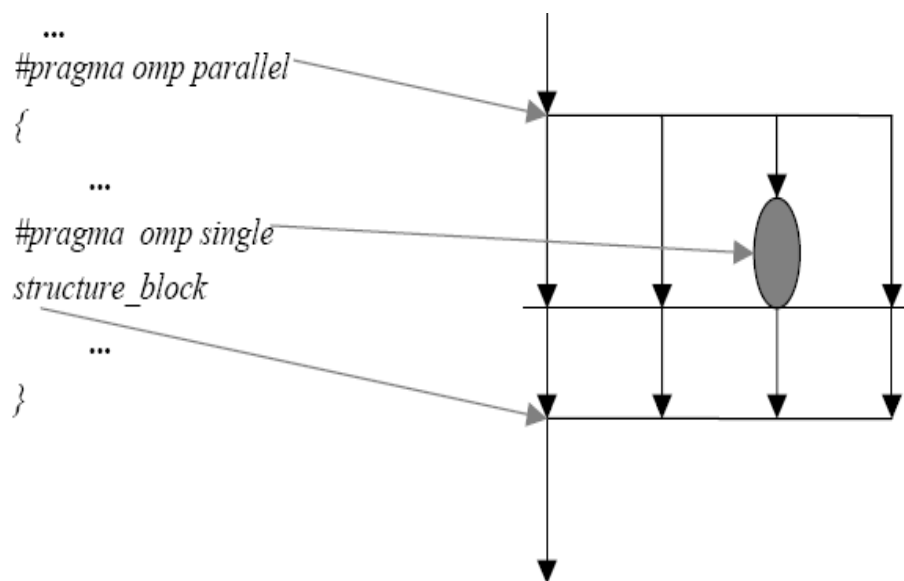 ...
#pragma omp parallel
{
...
#pragma omp single
structure_block
...
}